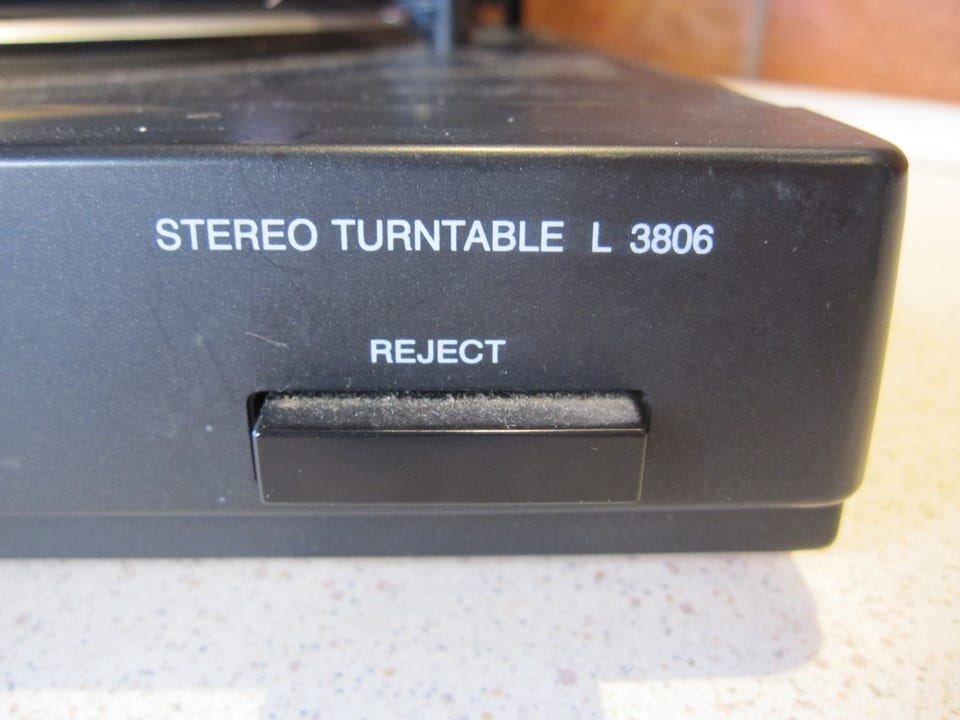 STEREO TURNTABLE L 3806
REJECT